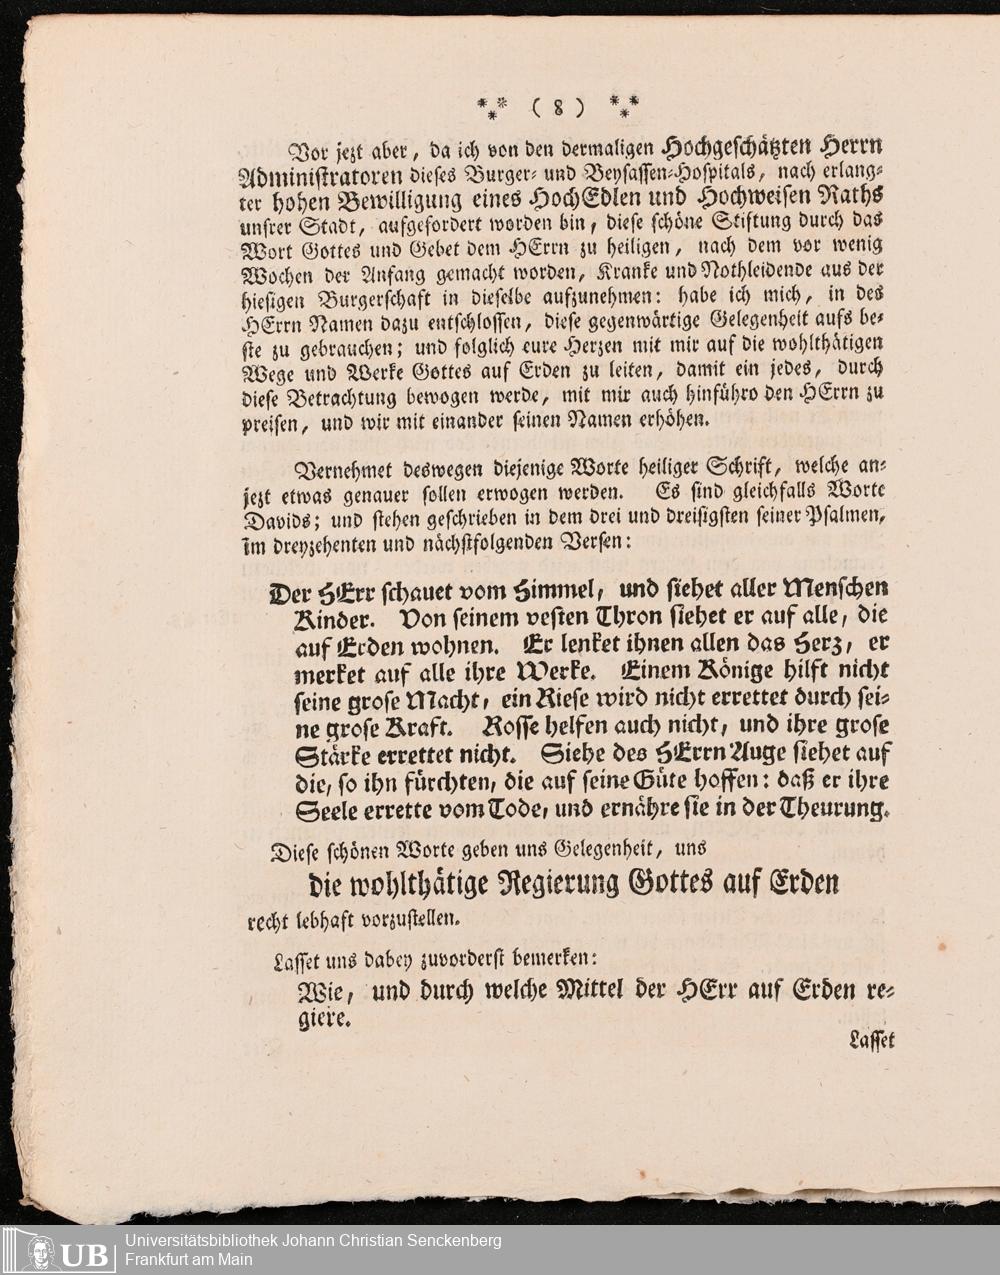 ⁂ ( 8 ) ⁂
Vor jezt aber, da ich von den dermaligen Hochgeschätzten Herrn
Administratoren dieses Burger- und Beysassen-Hospitals, nach erlang-
ter hohen Bewilligung eines HochEdlen und Hochweisen Raths
unsrer Stadt, aufgefordert worden bin, diese schöne Stiftung durch das
Wort Gottes und Gebet dem HErrn zu heiligen, nach dem vor wenig
Wochen der Anfang gemacht worden, Kranke und Nothleidende aus der
hiesigen Burgerschaft in dieselbe aufzunehmen: habe ich mich, in des
HErrn Namen dazu entschlossen, diese gegenwärtige Gelegenheit aufs be-
ste zu gebrauchen; und folglich eure Herzen mit mir auf die wohlthätigen
Wege und Werke Gottes auf Erden zu leiten, damit ein jedes, durch
diese Betrachtung bewogen werde, mit mir auch hinführo den HErrn zu
preisen, und wir mit einander seinen Namen erhöhen.
Vernehmet deswegen diejenige Worte heiliger Schrift, welche an-
jezt etwas genauer sollen erwogen werden. Es sind gleichfalls Worte
Davids; und stehen geschrieben in dem drei und dreisigsten seiner Psalmen,
im dreyzehenten und nächstfolgenden Versen:
Der HErr schauet vom Himmel, und siehet aller Menschen
Kinder. Von seinem vesten Thron siehet er auf alle, die
auf Erden wohnen. Er lenket ihnen allen das Herz, er
merket auf alle ihre Werke. Einem Könige hilft nicht
seine grose Macht, ein Riese wird nicht errettet durch sei-
ne grose Kraft. Rosse helfen auch nicht, und ihre grose
Stärke errettet nicht. Siehe des HErrn Auge siehet auf
die, so ihn fürchten, die auf seine Güte hoffen: daß er ihre
Seele errette vom Tode, und ernähre sie in der Theurung.
Diese schönen Worte geben uns Gelegenheit, uns
die wohlthätige Regierung Gottes auf Erden
recht lebhaft vorzustellen.
Lasset uns dabey zuvorderst bemerken:
Wie, und durch welche Mittel der HErr auf Erden re-
giere.
Lasset
UB Universitätsbibliothek Johann Christian Senckenberg
Frankfurt am Main